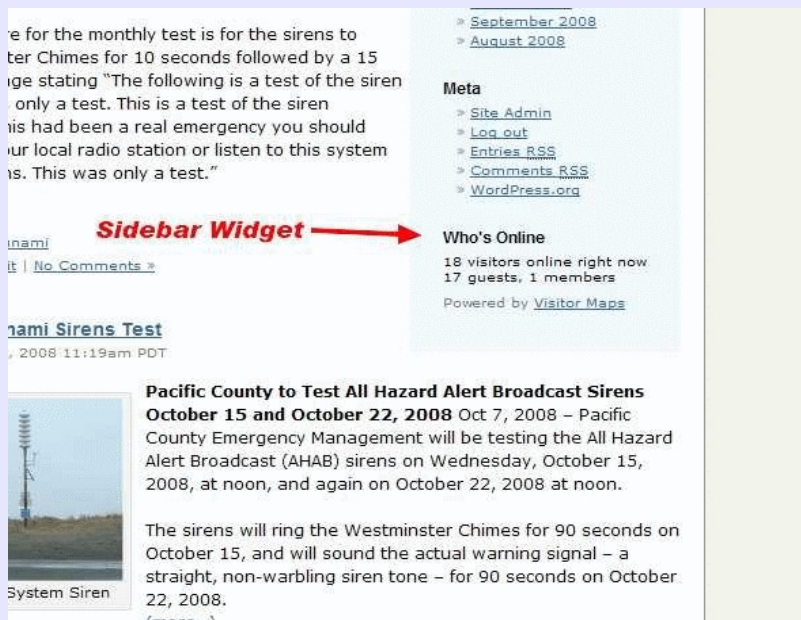 re for the monthly test is for the sirens to
ter Chimes for 10 seconds followed by a 15
ge stating “The following is a test of the siren
only a test. This is a test of the siren
is had been a real emergency you should
ur local radio station or listen to this system
s. This was only a test.”
unami
it | No Comments »
» September 2008
» August 2008
Meta
» Site Admin
» Log out
» Entries RSS
» Comments RSS
» WordPress.org
Sidebar Widget
Who's Online
18 visitors online right now
17 guests, 1 members
Powered by Visitor Maps
nami Sirens Test
, 2008 11:19am PDT
Pacific County to Test All Hazard Alert Broadcast Sirens
October 15 and October 22, 2008 Oct 7, 2008 – Pacific
County Emergency Management will be testing the All Hazard
Alert Broadcast (AHAB) sirens on Wednesday, October 15,
2008, at noon, and again on October 22, 2008 at noon.
The sirens will ring the Westminster Chimes for 90 seconds on
October 15, and will sound the actual warning signal – a
straight, non-warbling siren tone – for 90 seconds on October
22, 2008.
System Siren